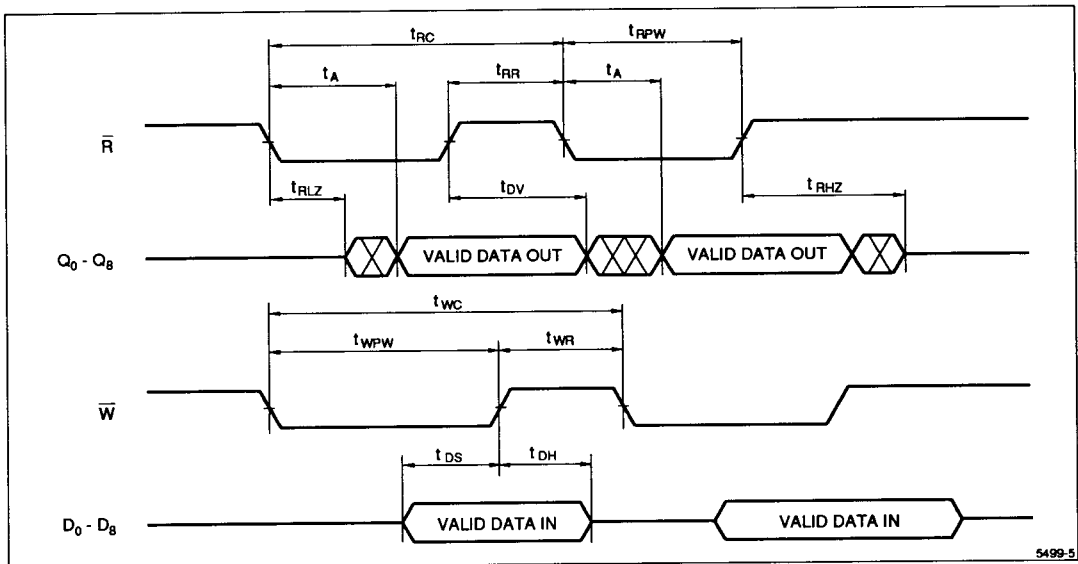 tRC
tRPW
tA
tRR
tA
R̅
tRLZ
tDV
tRHZ
Q0 - Q8
VALID DATA OUT
VALID DATA OUT
tWC
tWPW
tWR
W̅
tDS
tDH
D0 - D8
VALID DATA IN
VALID DATA IN
5499-5